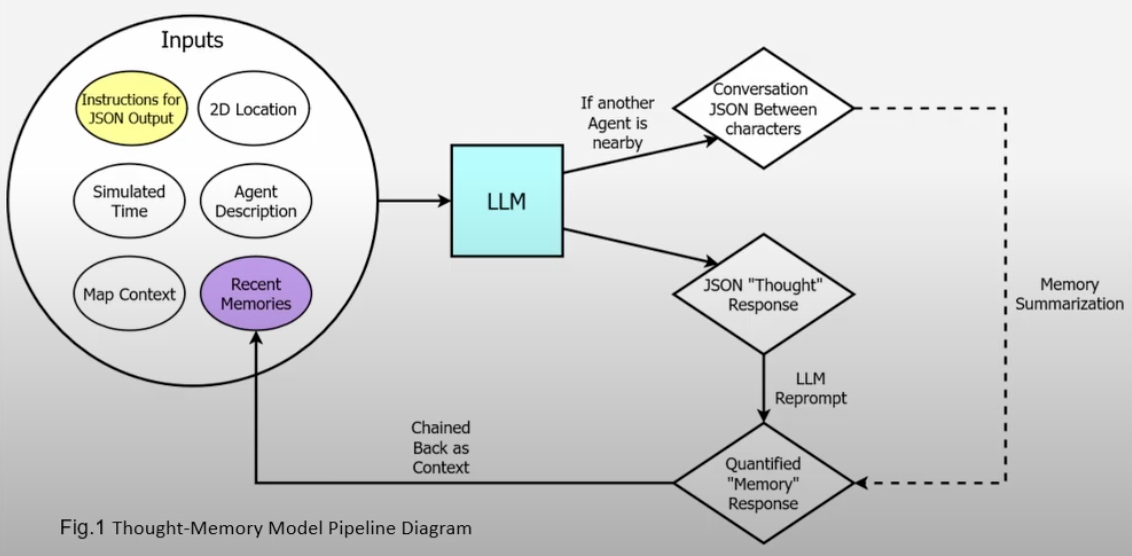 Inputs
Instructions for
JSON Output
2D Location
Simulated
Time
Agent
Description
Map Context
Recent
Memories
LLM
If another
Agent is
nearby
Conversation
JSON Between
characters
JSON "Thought"
Response
LLM
Reprompt
Memory
Summarization
Quantified
"Memory"
Response
Chained
Back as
Context
Fig.1 Thought-Memory Model Pipeline Diagram